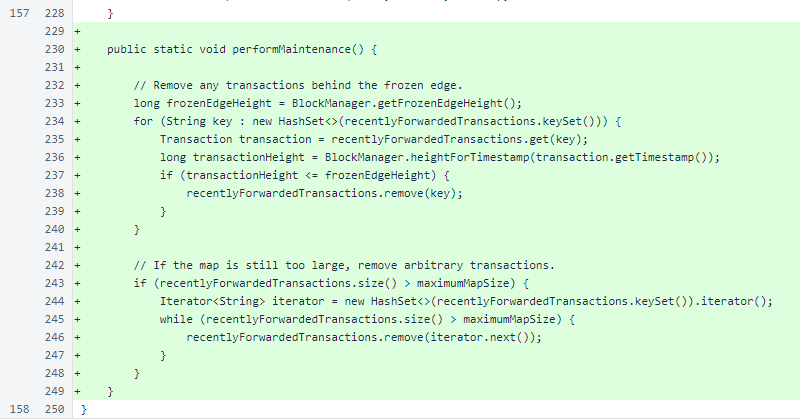 157 228 }
229 +
230 + public static void performMaintenance() {
231 +
232 + // Remove any transactions behind the frozen edge.
233 + long frozenEdgeHeight = BlockManager.getFrozenEdgeHeight();
234 + for (String key : new HashSet<>(recentlyForwardedTransactions.keySet())) {
235 + Transaction transaction = recentlyForwardedTransactions.get(key);
236 + long transactionHeight = BlockManager.heightForTimestamp(transaction.getTimestamp());
237 + if (transactionHeight <= frozenEdgeHeight) {
238 + recentlyForwardedTransactions.remove(key);
239 + }
240 + }
241 +
242 + // If the map is still too large, remove arbitrary transactions.
243 + if (recentlyForwardedTransactions.size() > maximumMapSize) {
244 + Iterator<String> iterator = new HashSet<>(recentlyForwardedTransactions.keySet()).iterator();
245 + while (recentlyForwardedTransactions.size() > maximumMapSize) {
246 + recentlyForwardedTransactions.remove(iterator.next());
247 + }
248 + }
249 + }
158 250 }